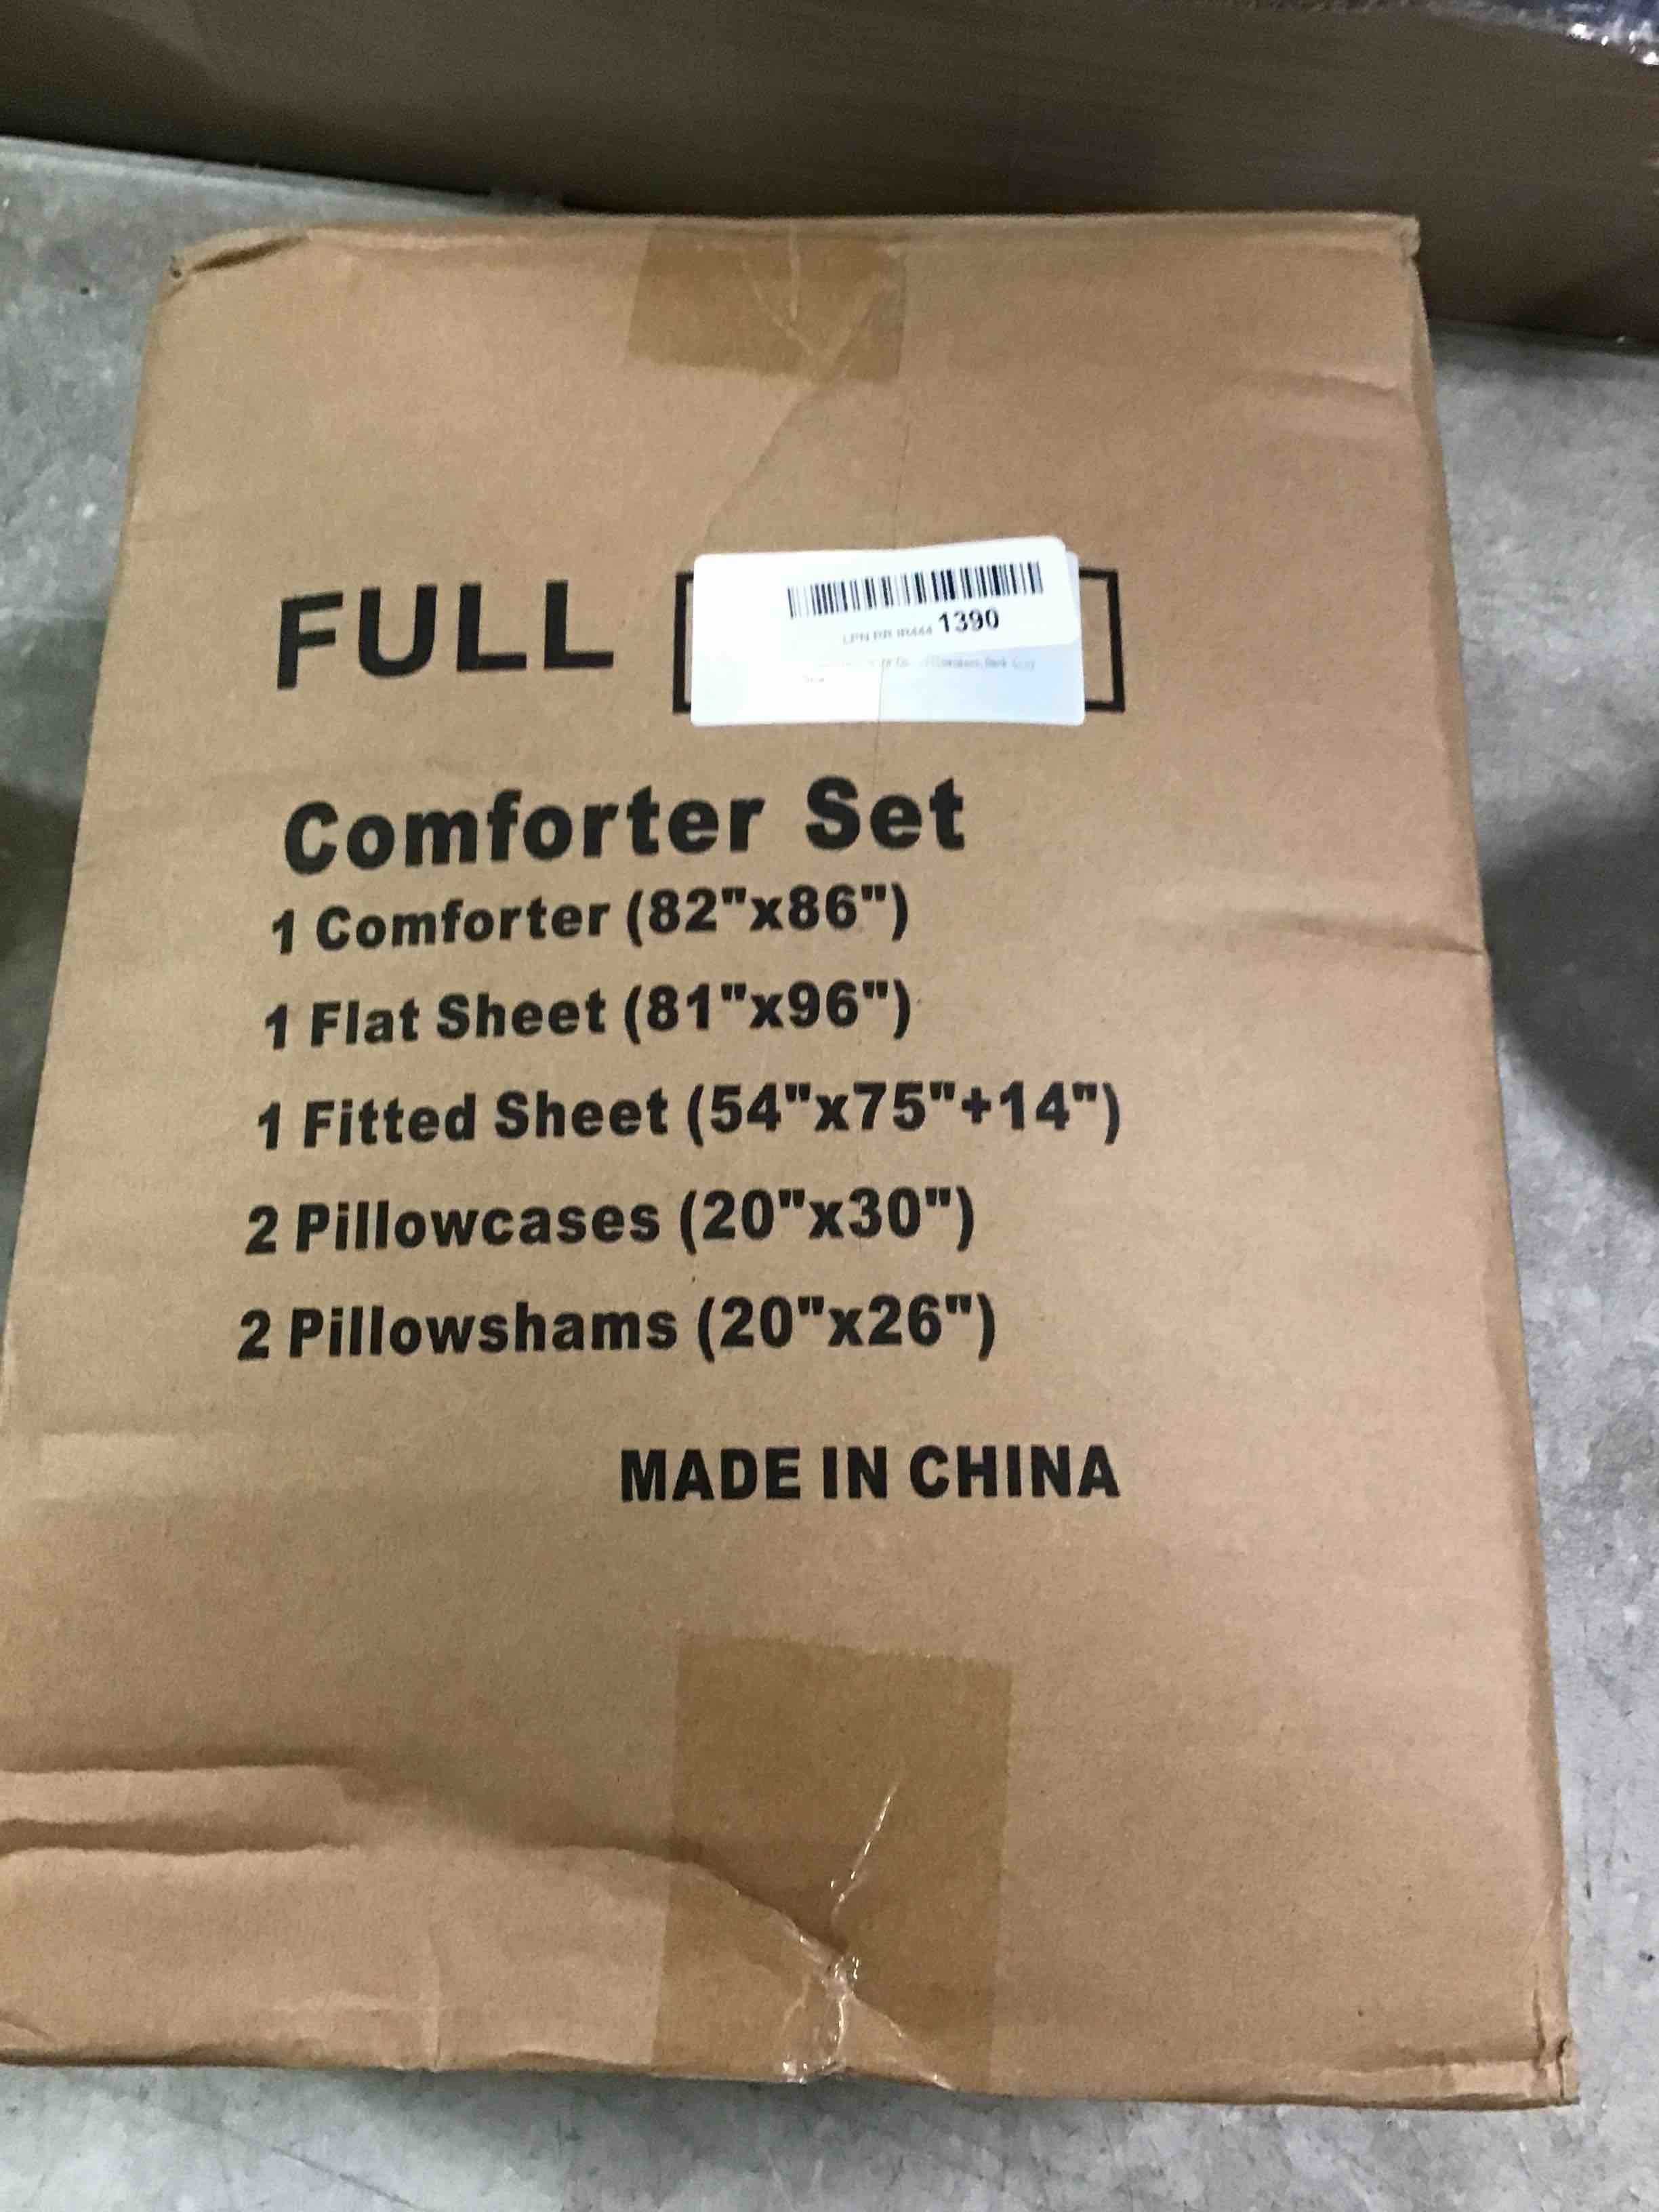 FULL
1390
Comforter Set
1 Comforter (82"x86")
1 Flat Sheet (81"x96")
1 Fitted Sheet (54"x75"+14")
2 Pillowcases (20"x30")
2 Pillowshams (20"x26")
MADE IN CHINA